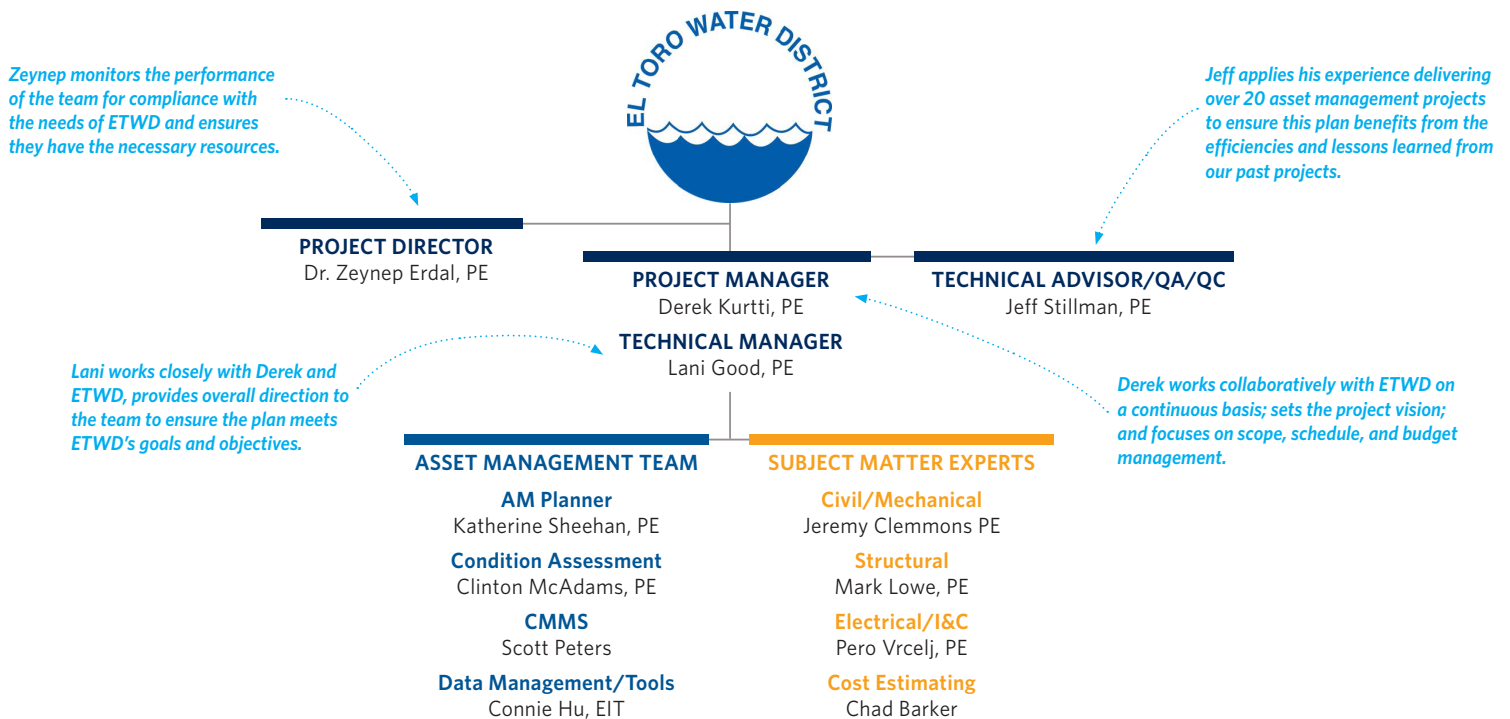 EL TORO WATER DISTRICT
Zeynep monitors the performance
of the team for compliance with
the needs of ETWD and ensures
they have the necessary resources.
Jeff applies his experience delivering
over 20 asset management projects
to ensure this plan benefits from the
efficiencies and lessons learned from
our past projects.
PROJECT DIRECTOR
Dr. Zeynep Erdal, PE
PROJECT MANAGER
Derek Kurtti, PE
TECHNICAL ADVISOR/QA/QC
Jeff Stillman, PE
TECHNICAL MANAGER
Lani Good, PE
Lani works closely with Derek and
ETWD, provides overall direction to
the team to ensure the plan meets
ETWD's goals and objectives.
Derek works collaboratively with ETWD on
a continuous basis; sets the project vision;
and focuses on scope, schedule, and budget
management.
ASSET MANAGEMENT TEAM
AM Planner
Katherine Sheehan, PE
Condition Assessment
Clinton McAdams, PE
CMMS
Scott Peters
Data Management/Tools
Connie Hu, EIT
SUBJECT MATTER EXPERTS
Civil/Mechanical
Jeremy Clemmons PE
Structural
Mark Lowe, PE
Electrical/I&C
Pero Vrcelj, PE
Cost Estimating
Chad Barker